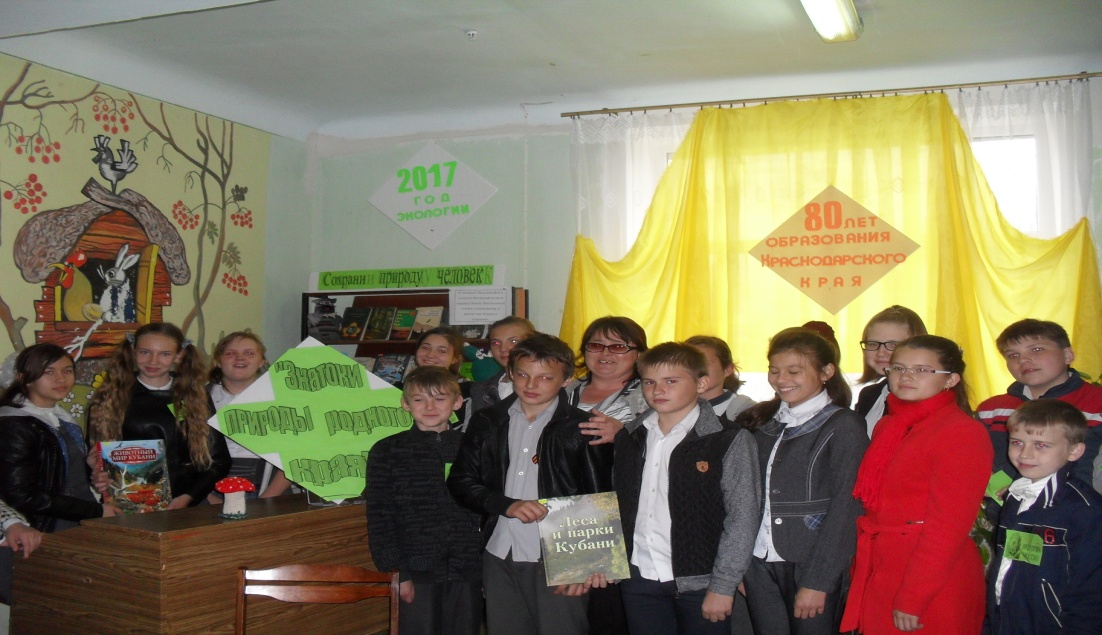 2017
ГОД
ЭКОЛОГИИ
Сохрани природу, человек
80 ЛЕТ
ОБРАЗОВАНИЯ
КРАСНОДАРСКОГО
КРАЯ
"Знатоки
природы родного
края"
ЖИВОТНЫЙ
МИР КУБАНИ
Леса
и парки
Кубани
6